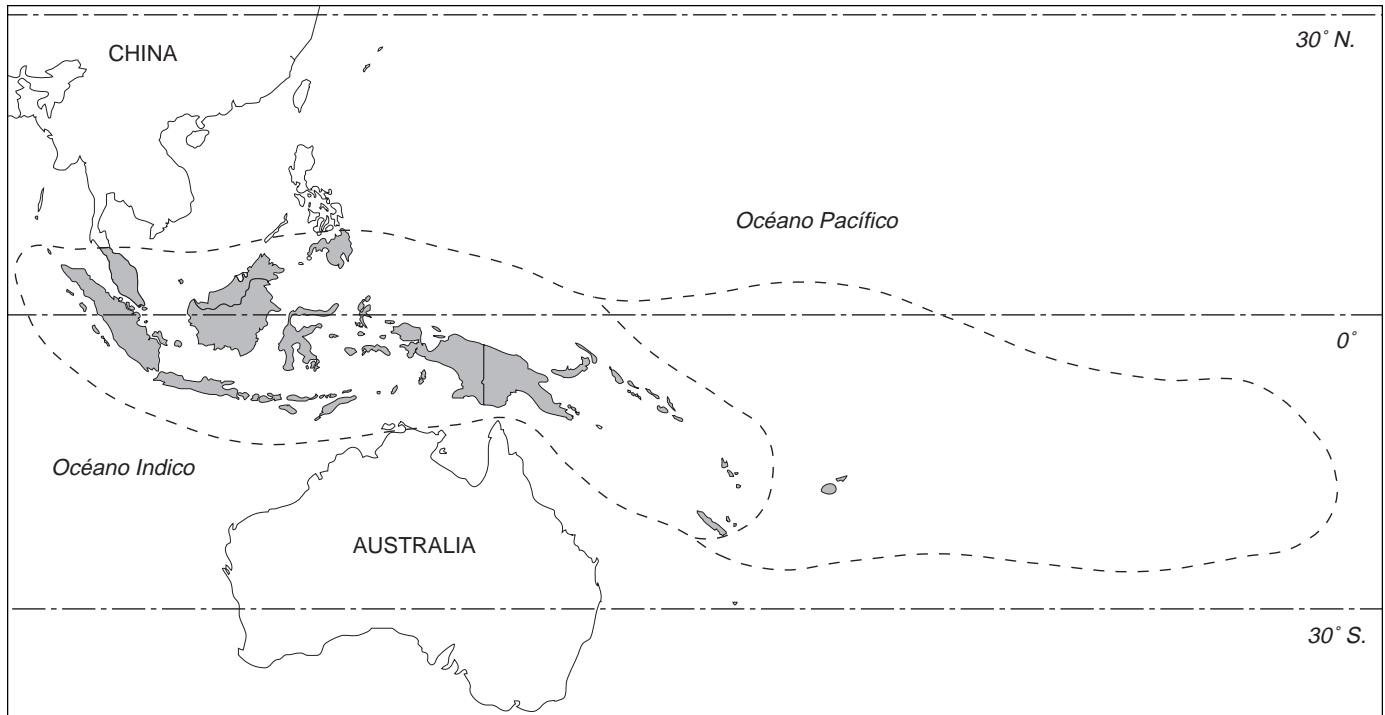 30° N.
CHINA
Océano Pacífico
0°
Océano Indico
AUSTRALIA
30° S.